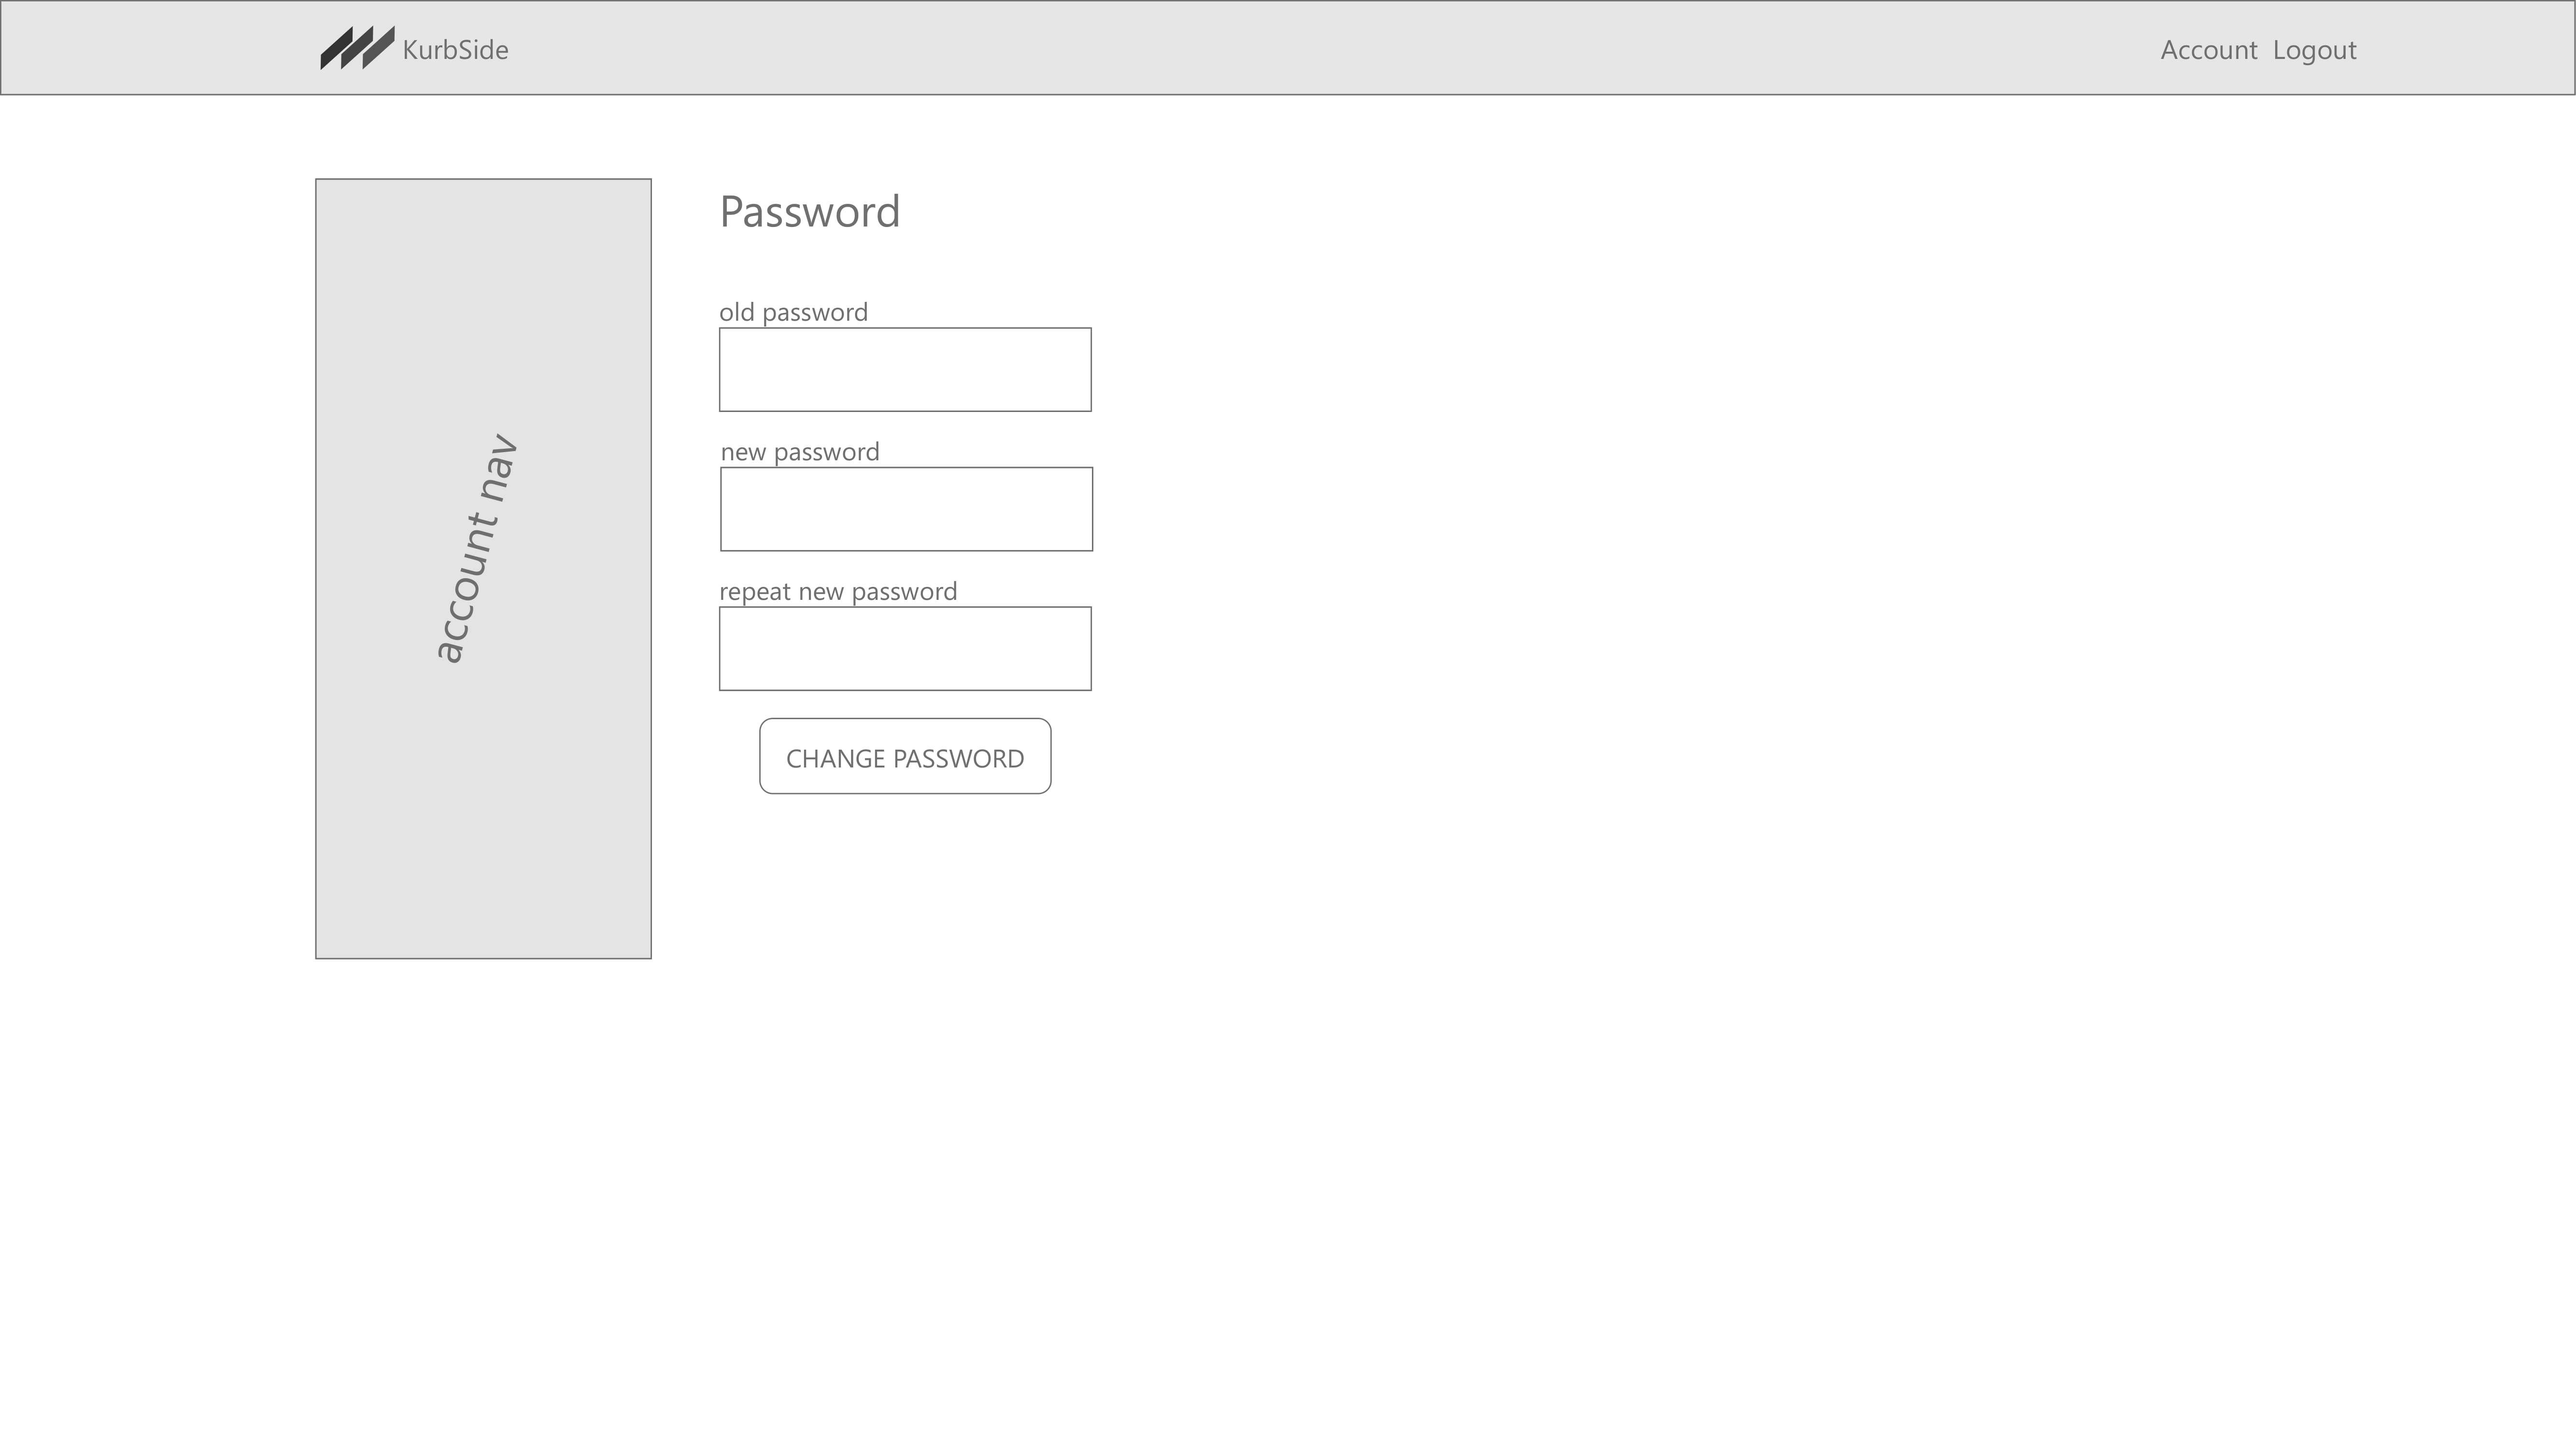 KurbSide
Account Logout
account nav
Password
old password
new password
repeat new password
CHANGE PASSWORD